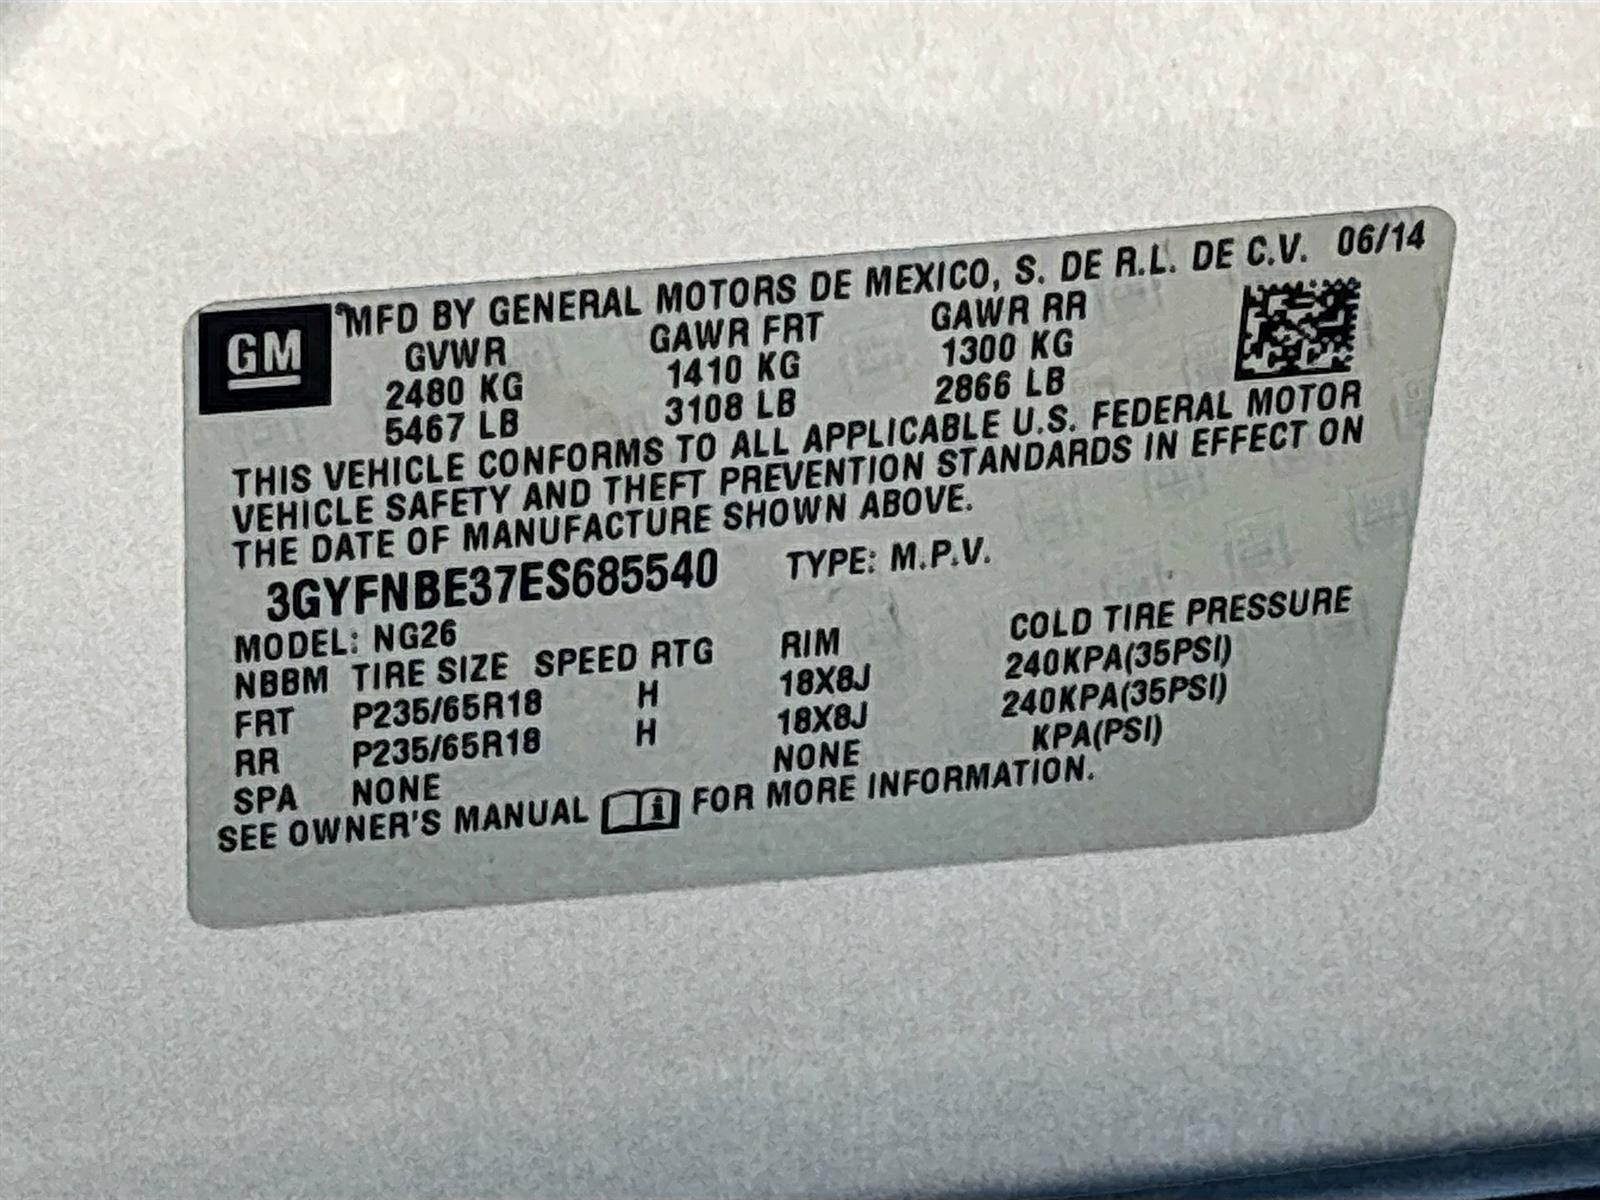 GM
MFD BY GENERAL MOTORS DE MEXICO, S. DE R.L. DE C.V. 06/14
GVWR GAWR FRT GAWR RR
2480 KG 1410 KG 1300 KG
5467 LB 3108 LB 2866 LB
THIS VEHICLE CONFORMS TO ALL APPLICABLE U.S. FEDERAL MOTOR
VEHICLE SAFETY AND THEFT PREVENTION STANDARDS IN EFFECT ON
THE DATE OF MANUFACTURE SHOWN ABOVE.
3GYFNBE37ES685540 TYPE: M.P.V.
MODEL: NG26
NBBM TIRE SIZE SPEED RTG RIM COLD TIRE PRESSURE
FRT P235/65R18 H 18X8J 240KPA(35PSI)
RR P235/65R18 H 18X8J 240KPA(35PSI)
SPA NONE NONE KPA(PSI)
SEE OWNER'S MANUAL FOR MORE INFORMATION.